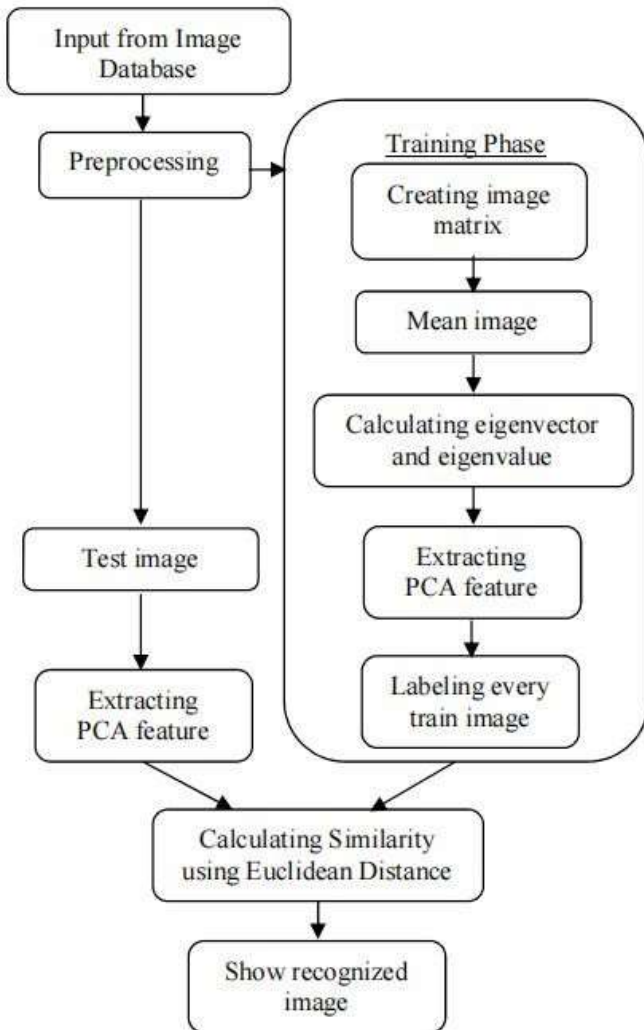 Input from Image
Database
Preprocessing
Training Phase
Creating image
matrix
Mean image
Calculating eigenvector
and eigenvalue
Extracting
PCA feature
Labeling every
train image
Test image
Extracting
PCA feature
Calculating Similarity
using Euclidean Distance
Show recognized
image